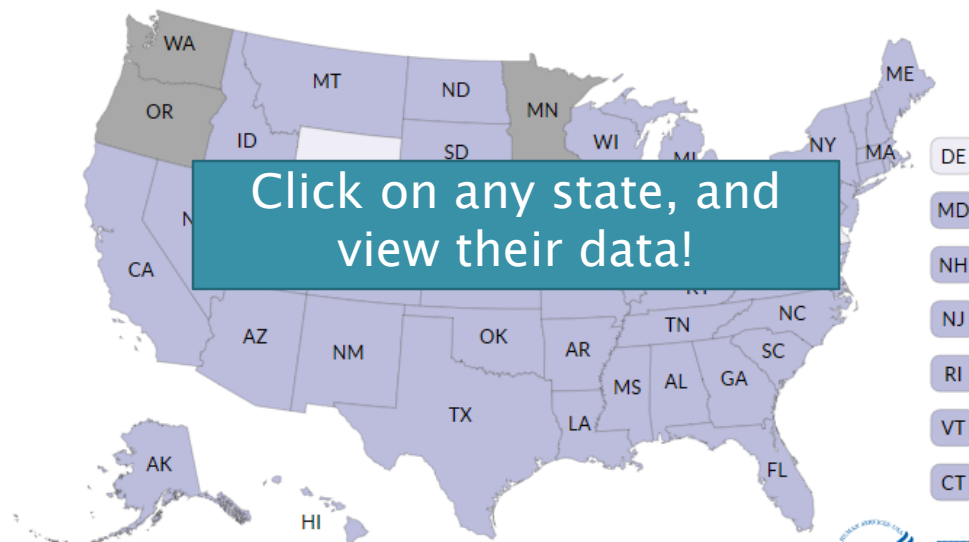 WA
MT
ND
MN
ME
OR
ID
SD
WI
MI
NY
MA
DE
Click on any state, and
view their data!
MD
N
NH
CA
KY
NJ
AZ
NM
OK
AR
TN
NC
SC
RI
MS
AL
GA
TX
LA
VT
AK
FL
CT
HI